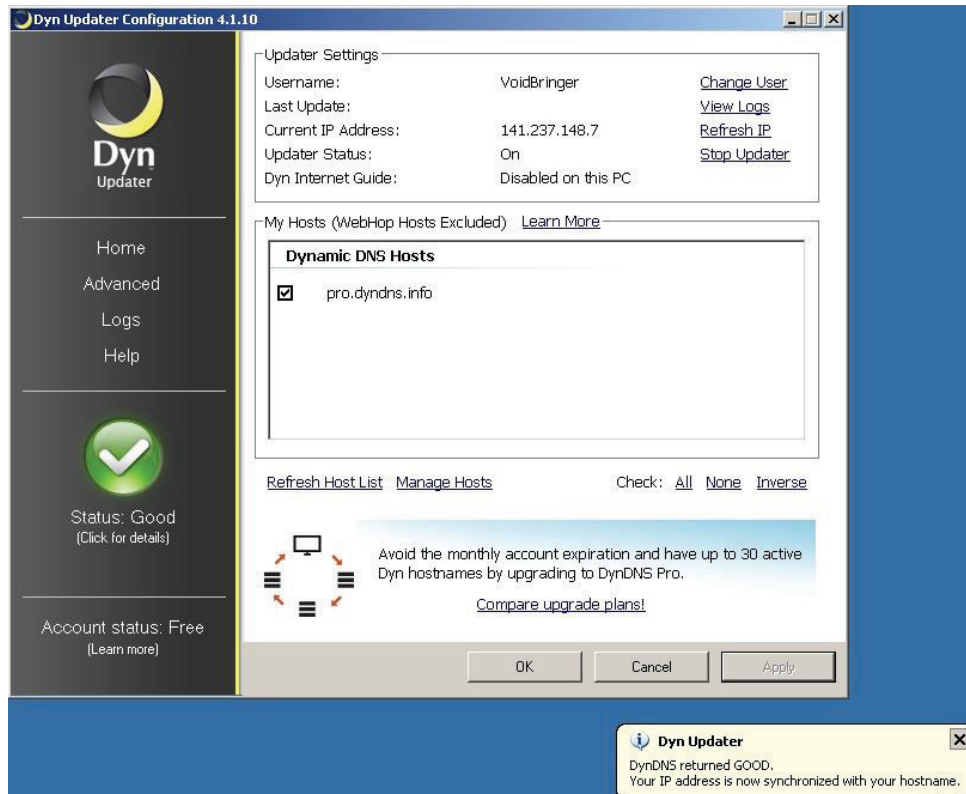 Dyn Updater Configuration 4.1.10
Dyn
Updater
Home
Advanced
Logs
Help
Status: Good
(Click for details)
Account status: Free
(Learn more)
Updater Settings
Username: VoidBringer Change User
Last Update: View Logs
Current IP Address: 141.237.148.7 Refresh IP
Updater Status: On Stop Updater
Dyn Internet Guide: Disabled on this PC
My Hosts (WebHop Hosts Excluded) Learn More
Dynamic DNS Hosts
pro.dyndns.info
Refresh Host List Manage Hosts Check: All None Inverse
Avoid the monthly account expiration and have up to 30 active
Dyn hostnames by upgrading to DynDNS Pro.
Compare upgrade plans!
OK Cancel Apply
Dyn Updater
DynDNS returned GOOD.
Your IP address is now synchronized with your hostname.